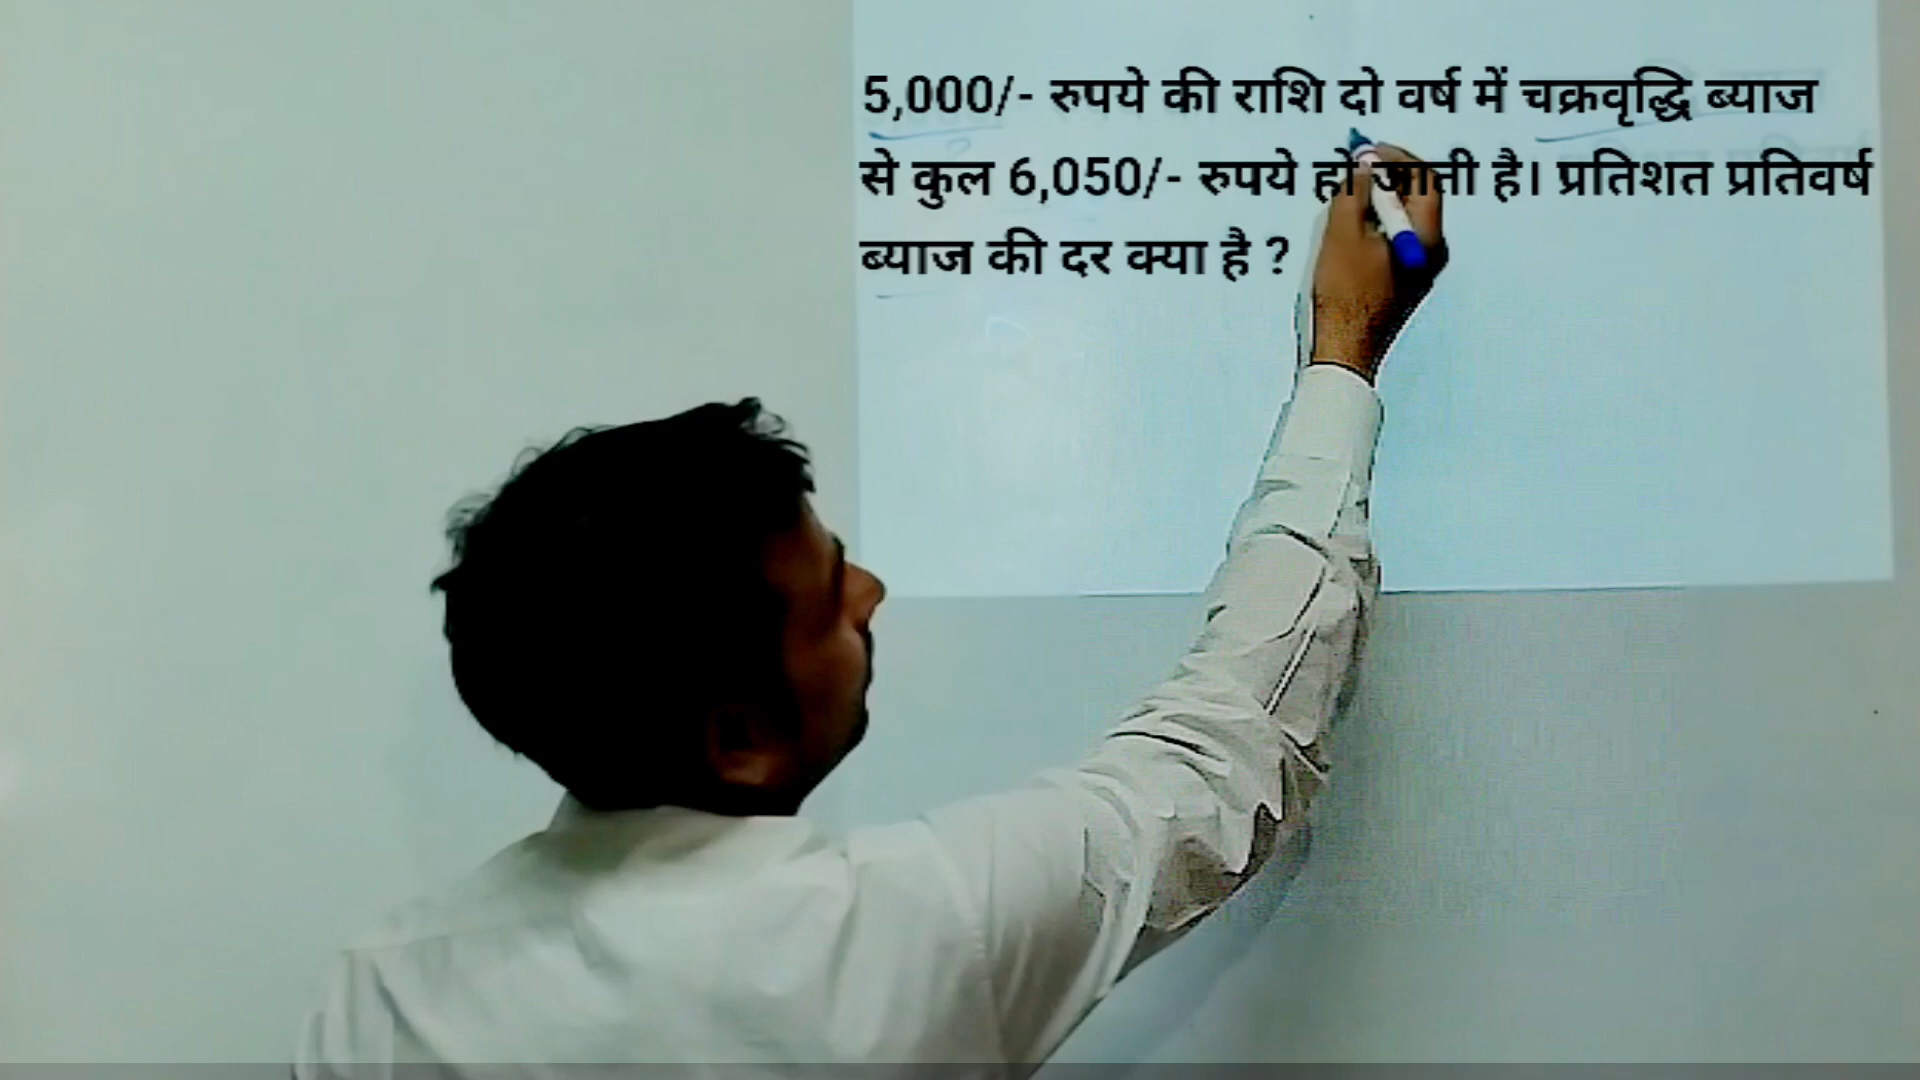 5,000/- रुपये की राशि दो वर्ष में चक्रवृद्धि ब्याज
से कुल 6,050/- रुपये हो जाती है। प्रतिशत प्रतिवर्ष
ब्याज की दर क्या है ?